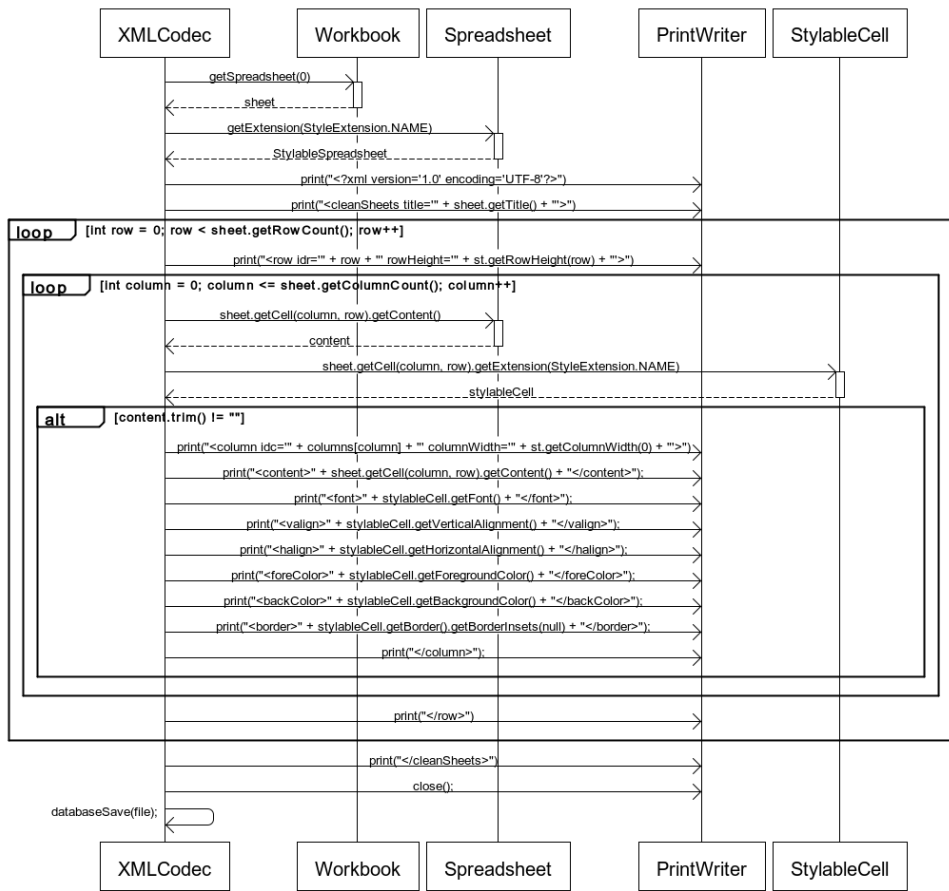 XMLCodec Workbook Spreadsheet PrintWriter StylableCell
getSpreadsheet(0)
sheet
getExtension(StyleExtension.NAME)
StylableSpreadsheet
print("<?xml version='1.0' encoding='UTF-8'?>")
print("<cleanSheets title='" + sheet.getTitle() + "'>")
loop [int row = 0; row < sheet.getRowCount(); row++]
print("<row idr='" + row + "' rowHeight='" + st.getRowHeight(row) + "'>")
loop [int column = 0; column <= sheet.getColumnCount(); column++]
sheet.getCell(column, row).getContent()
content
sheet.getCell(column, row).getExtension(StyleExtension.NAME)
stylableCell
alt [content.trim() != ""]
print("<column idc='" + columns[column] + "' columnWidth='" + st.getColumnWidth(0) + "'>")
print("<content>" + sheet.getCell(column, row).getContent() + "</content>");
print("<font>" + stylableCell.getFont() + "</font>");
print("<valign>" + stylableCell.getVerticalAlignment() + "</valign>");
print("<halign>" + stylableCell.getHorizontalAlignment() + "</halign>");
print("<foreColor>" + stylableCell.getForegroundColor() + "</foreColor>");
print("<backColor>" + stylableCell.getBackgroundColor() + "</backColor>");
print("<border>" + stylableCell.getBorder().getBorderInsets(null) + "</border>");
print("</column>");
print("</row>")
print("</cleanSheets>")
close();
databaseSave(file);
XMLCodec Workbook Spreadsheet PrintWriter StylableCell